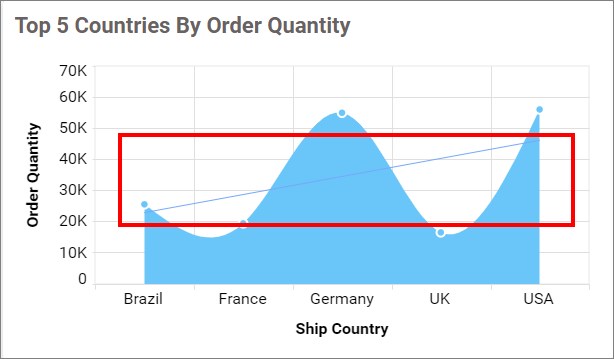 Top 5 Countries By Order Quantity
70K
60K
50K
40K
30K
20K
10K
0
Order Quantity
Brazil France Germany UK USA
Ship Country